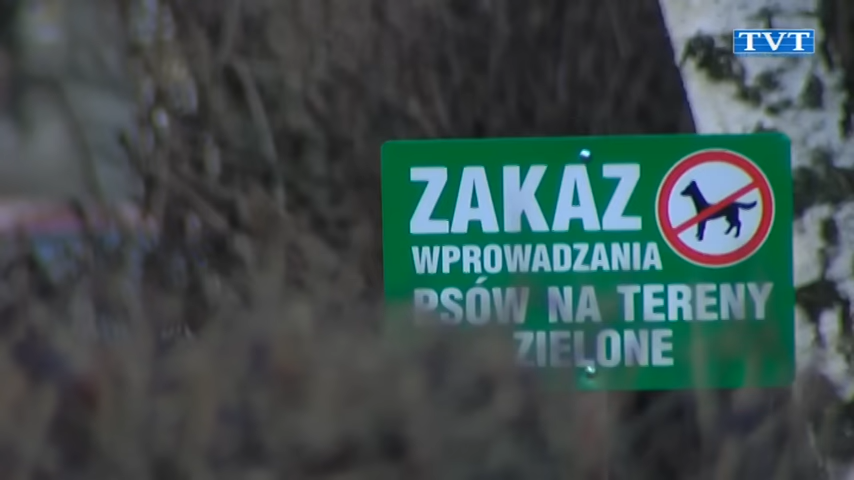 TVT
ZAKAZ
WPROWADZANIA
PSÓW NA TERENY
ZIELONE